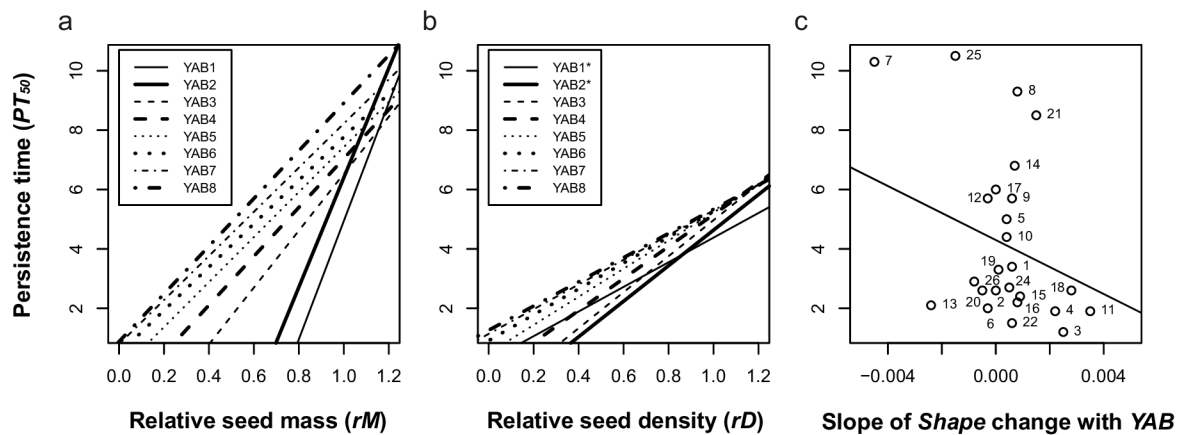 a
b
c
Persistence time (PT50)
10
8
6
4
2
YAB1
YAB2
YAB3
YAB4
YAB5
YAB6
YAB7
YAB8
0.0 0.2 0.4 0.6 0.8 1.0 1.2
Relative seed mass (rM)
10
8
6
4
2
YAB1*
YAB2*
YAB3
YAB4
YAB5
YAB6
YAB7
YAB8
0.0 0.2 0.4 0.6 0.8 1.0 1.2
Relative seed density (rD)
10
8
6
4
2
7
25
8
21
14
17
12
9
5
10
19
1
26
24
18
13
20
2
15
16
4
11
6
22
3
−0.004 0.000 0.004
Slope of Shape change with YAB